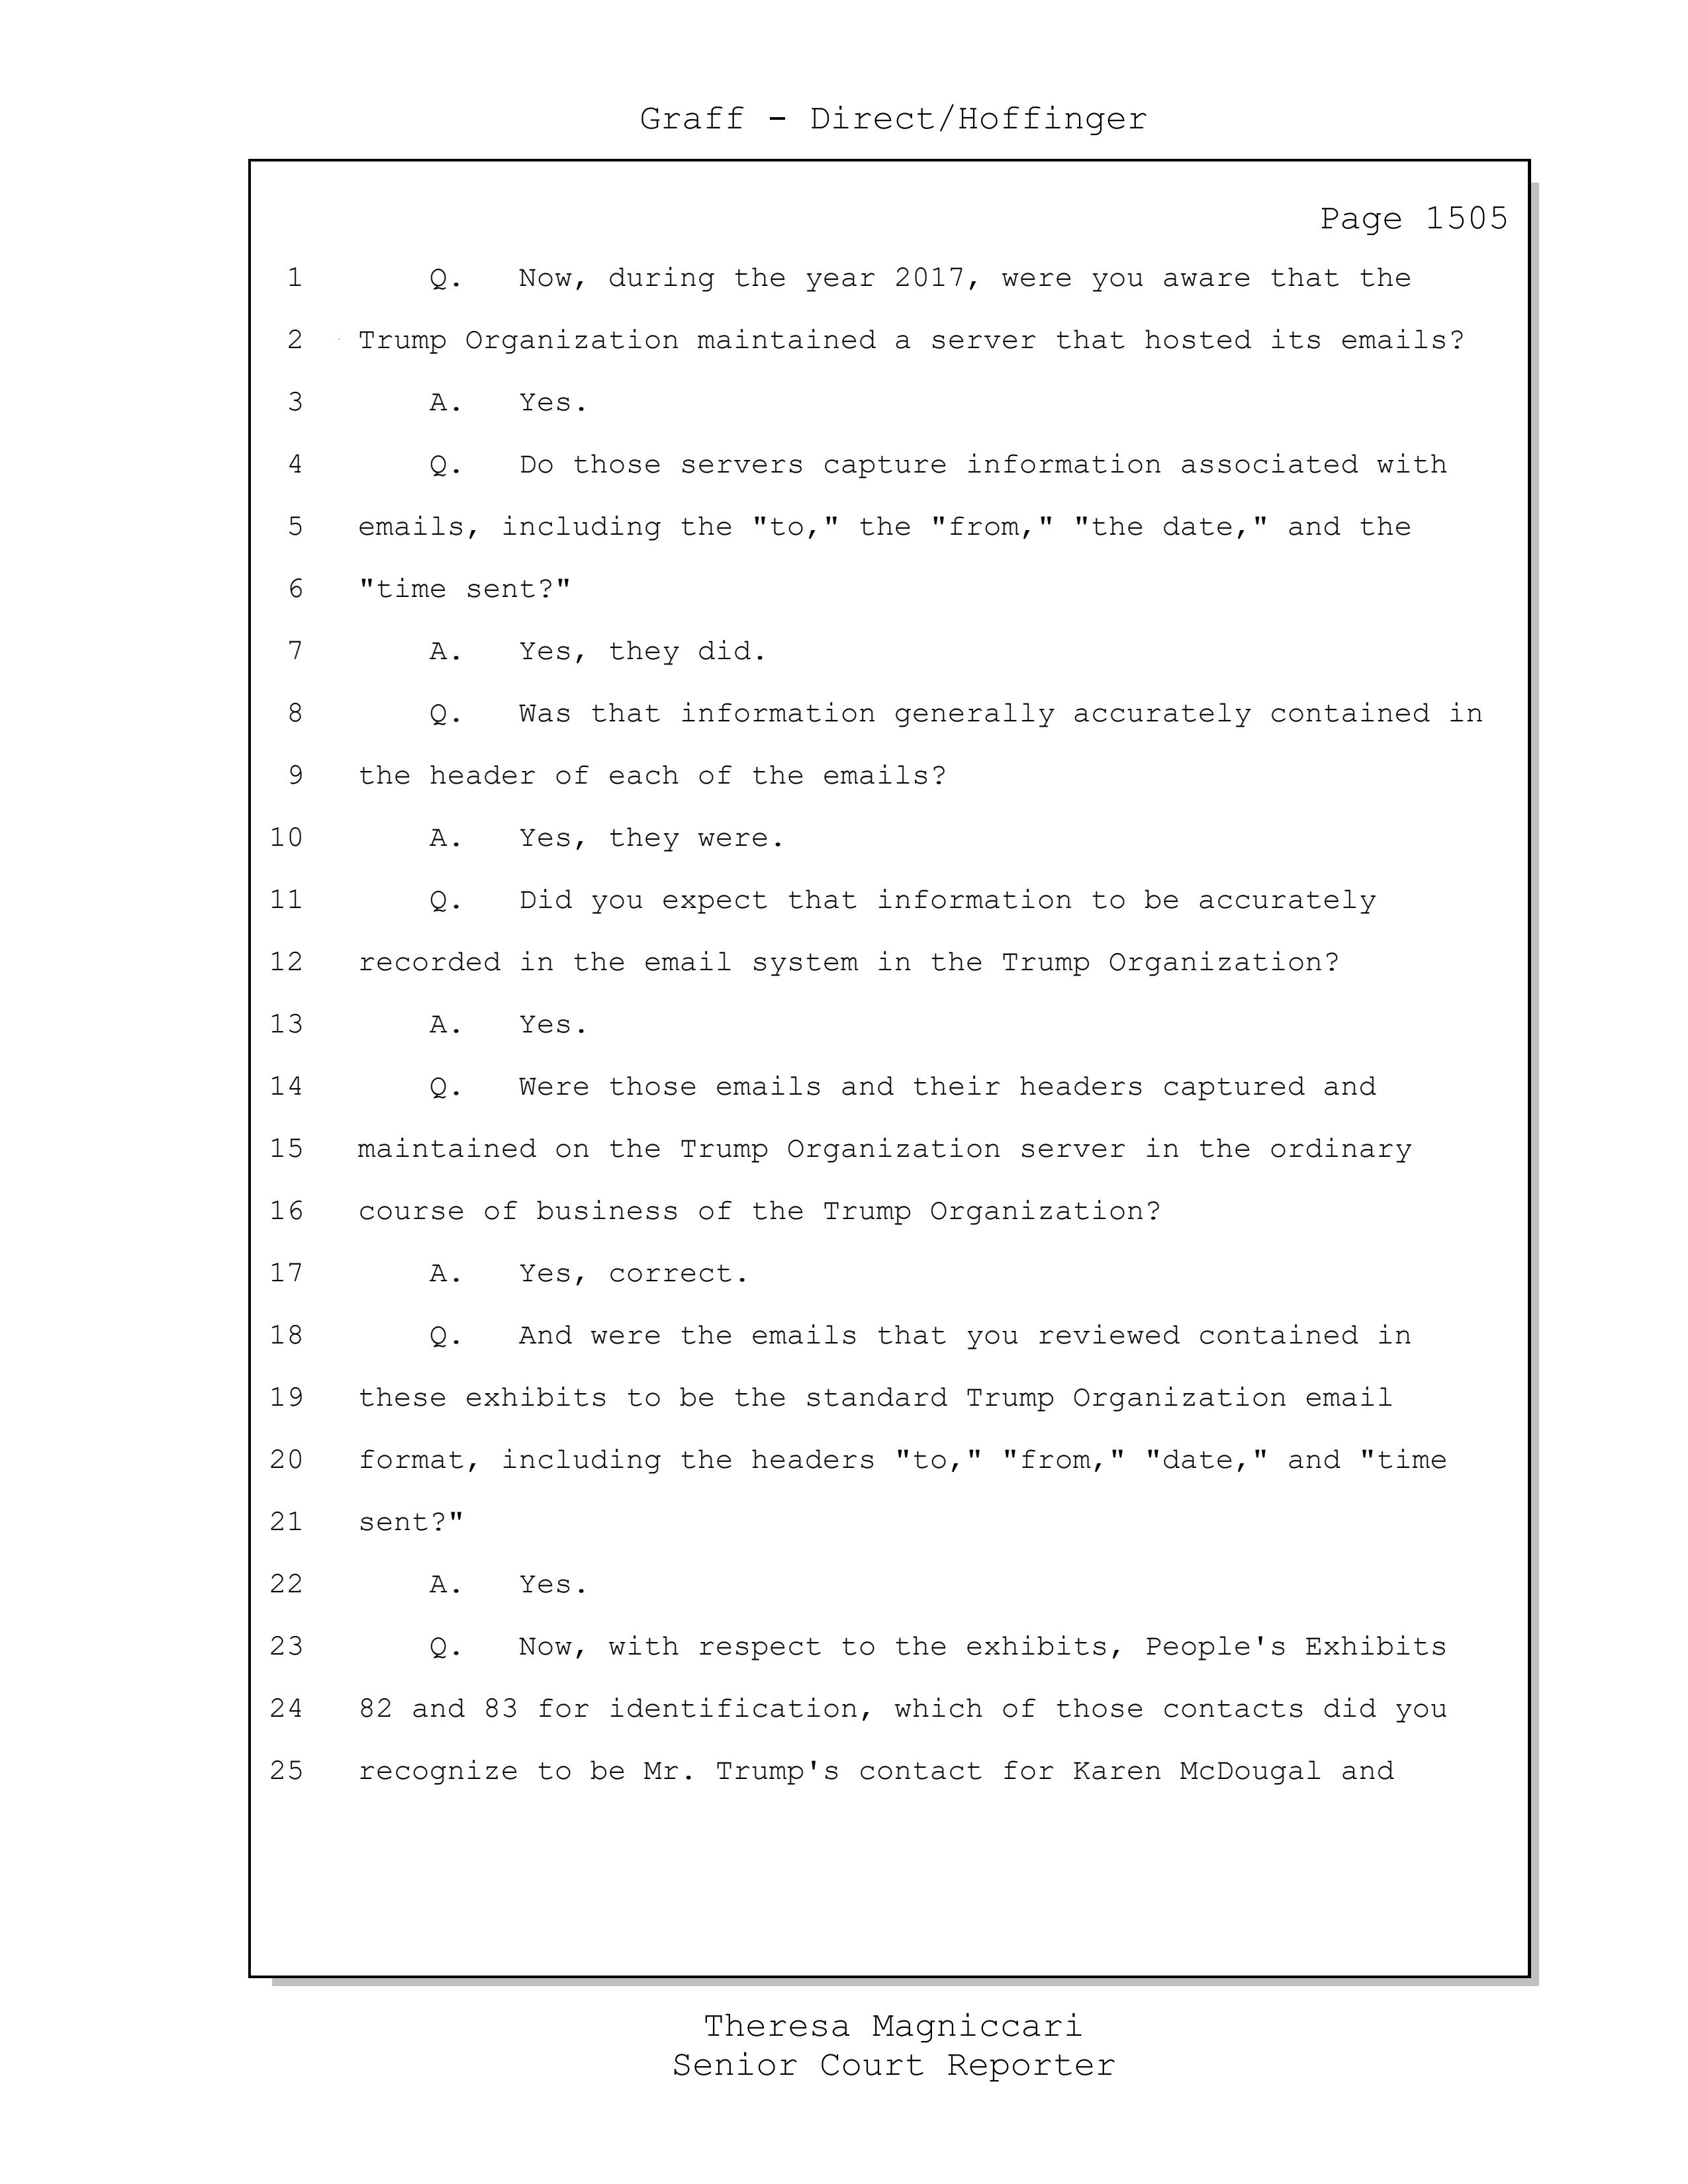 Graff - Direct/Hoffinger
Page 1505
1 Q. Now, during the year 2017, were you aware that the
2 Trump Organization maintained a server that hosted its emails?
3 A. Yes.
4 Q. Do those servers capture information associated with
5 emails, including the "to," the "from," "the date," and the
6 "time sent?"
7 A. Yes, they did.
8 Q. Was that information generally accurately contained in
9 the header of each of the emails?
10 A. Yes, they were.
11 Q. Did you expect that information to be accurately
12 recorded in the email system in the Trump Organization?
13 A. Yes.
14 Q. Were those emails and their headers captured and
15 maintained on the Trump Organization server in the ordinary
16 course of business of the Trump Organization?
17 A. Yes, correct.
18 Q. And were the emails that you reviewed contained in
19 these exhibits to be the standard Trump Organization email
20 format, including the headers "to," "from," "date," and "time
21 sent?"
22 A. Yes.
23 Q. Now, with respect to the exhibits, People's Exhibits
24 82 and 83 for identification, which of those contacts did you
25 recognize to be Mr. Trump's contact for Karen McDougal and
Theresa Magniccari
Senior Court Reporter